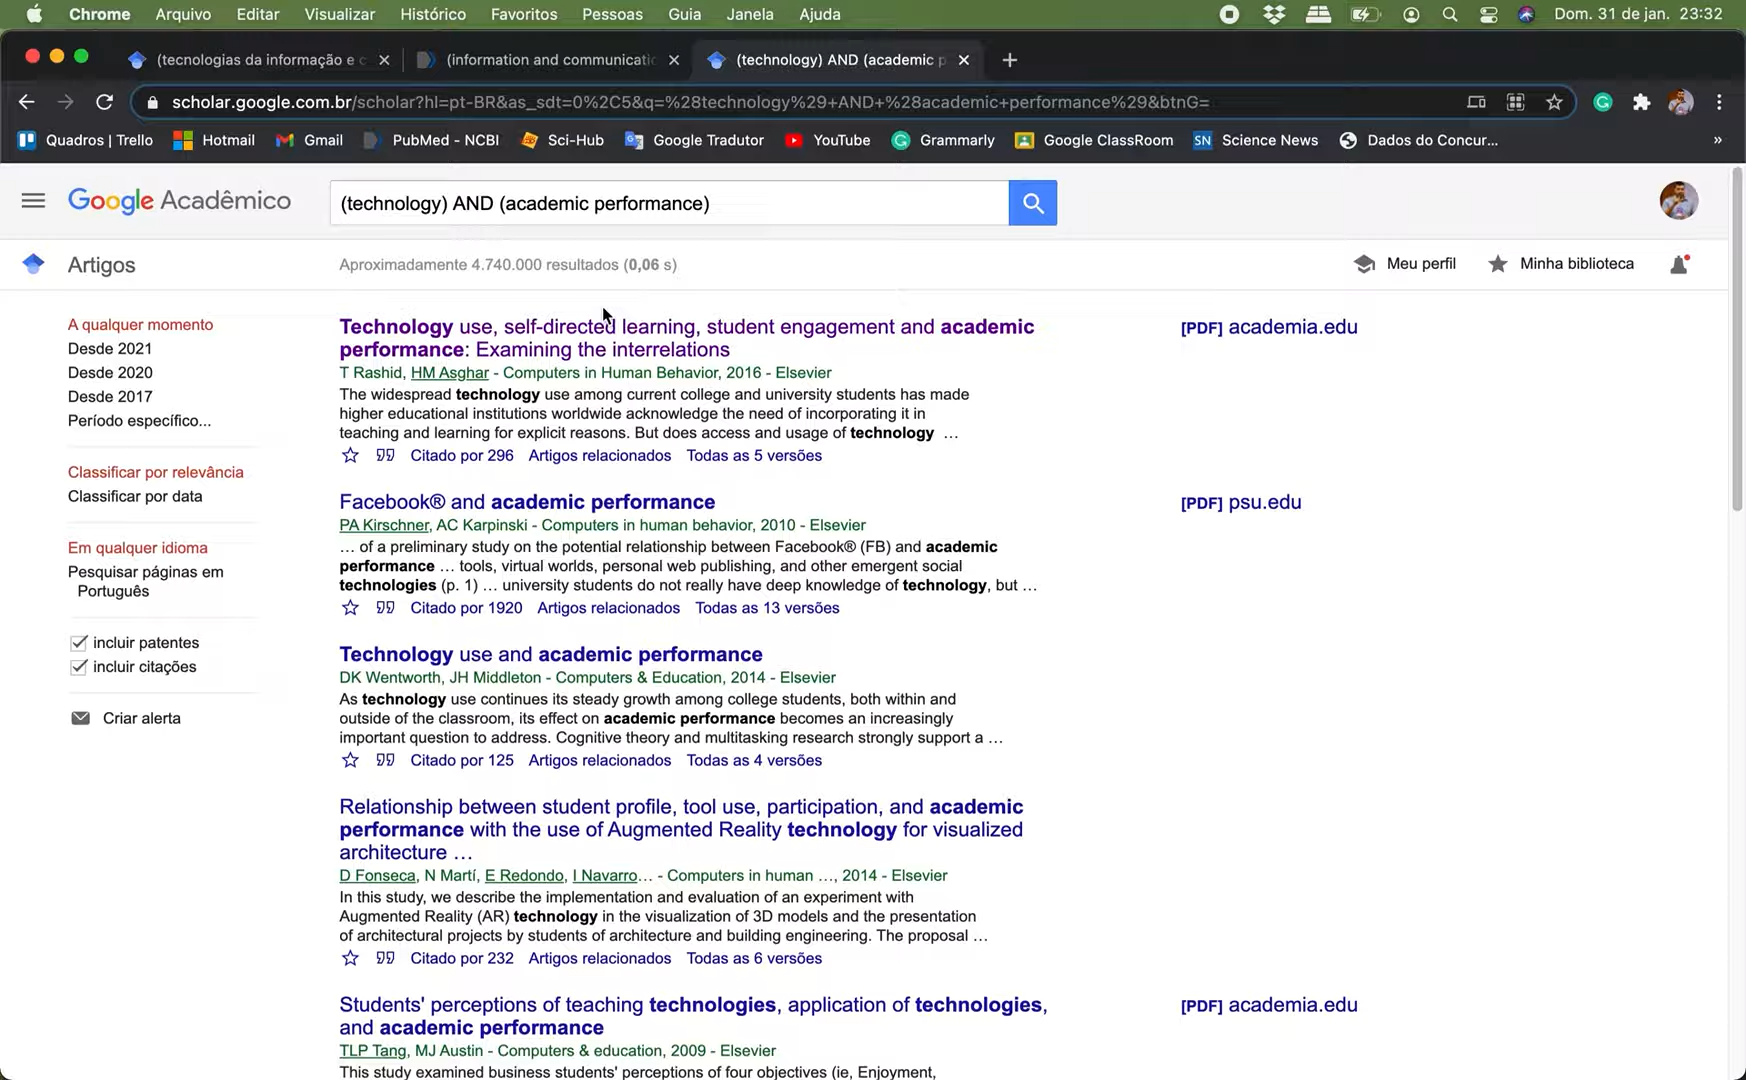 Chrome Arquivo Editar Visualizar Histórico Favoritos Pessoas Guia Janela Ajuda Dom. 31 de jan. 23:32
(tecnologias da informação e c (information and communicatic (technology) AND (academic p
scholar.google.com.br/scholar?hl=pt-BR&as_sdt=0%2C5&q=%28technology%29+AND+%28academic+performance%29&btnG=
Quadros | Trello Hotmail Gmail PubMed - NCBI Sci-Hub Google Tradutor YouTube Grammarly Google ClassRoom SN Science News Dados do Concur... »
Google Acadêmico (technology) AND (academic performance)
Artigos Aproximadamente 4.740.000 resultados (0,06 s) Meu perfil Minha biblioteca
A qualquer momento
Desde 2021
Desde 2020
Desde 2017
Período específico...
Classificar por relevância
Classificar por data
Em qualquer idioma
Pesquisar páginas em
Português
incluir patentes
incluir citações
Criar alerta
Technology use, self-directed learning, student engagement and academic
performance: Examining the interrelations
[PDF] academia.edu
T Rashid, HM Asghar - Computers in Human Behavior, 2016 - Elsevier
The widespread technology use among current college and university students has made
higher educational institutions worldwide acknowledge the need of incorporating it in
teaching and learning for explicit reasons. But does access and usage of technology ...
Citado por 296 Artigos relacionados Todas as 5 versões
Facebook® and academic performance
[PDF] psu.edu
PA Kirschner, AC Karpinski - Computers in human behavior, 2010 - Elsevier
... of a preliminary study on the potential relationship between Facebook® (FB) and academic
performance ... tools, virtual worlds, personal web publishing, and other emergent social
technologies (p. 1) ... university students do not really have deep knowledge of technology, but ...
Citado por 1920 Artigos relacionados Todas as 13 versões
Technology use and academic performance
DK Wentworth, JH Middleton - Computers & Education, 2014 - Elsevier
As technology use continues its steady growth among college students, both within and
outside of the classroom, its effect on academic performance becomes an increasingly
important question to address. Cognitive theory and multitasking research strongly support a ...
Citado por 125 Artigos relacionados Todas as 4 versões
Relationship between student profile, tool use, participation, and academic
performance with the use of Augmented Reality technology for visualized
architecture ...
D Fonseca, N Martí, E Redondo, I Navarro... - Computers in human ..., 2014 - Elsevier
In this study, we describe the implementation and evaluation of an experiment with
Augmented Reality (AR) technology in the visualization of 3D models and the presentation
of architectural projects by students of architecture and building engineering. The proposal ...
Citado por 232 Artigos relacionados Todas as 6 versões
Students' perceptions of teaching technologies, application of technologies,
and academic performance
[PDF] academia.edu
TLP Tang, MJ Austin - Computers & education, 2009 - Elsevier
This study examined business students' perceptions of four objectives (ie, Enjoyment,